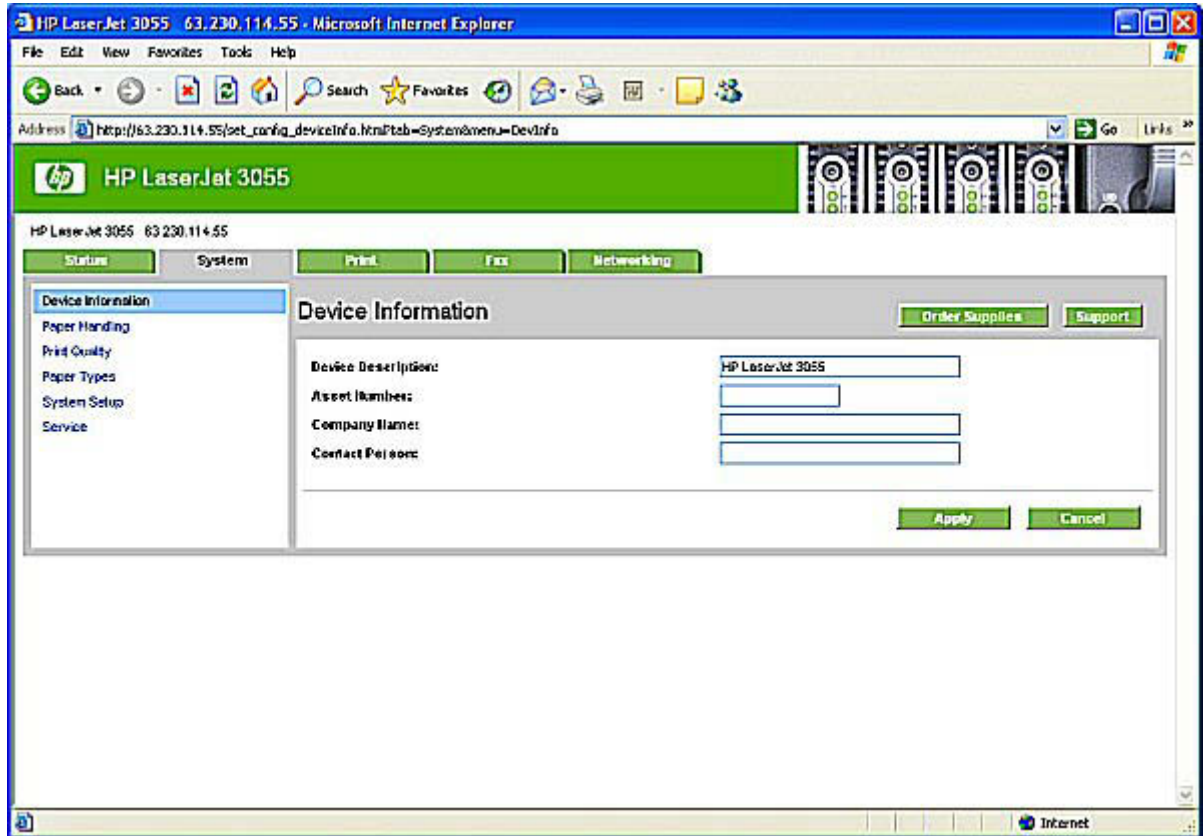 HP LaserJet 3055 63.230.114.55 - Microsoft Internet Explorer
File Edit View Favorites Tools Help
Back Search Favorites
Address http://63.230.114.55/set_config_deviceInfo.htm?tab=System&menu=DevInfo Go Links »
hp HP LaserJet 3055
HP LaserJet 3055 63.230.114.55
Status System Print Fax Networking
Device Information
Paper Handling
Print Quality
Paper Types
System Setup
Service
Device Information Order Supplies Support
Device Description: HP LaserJet 3055
Asset Number:
Company Name:
Contact Person:
Apply Cancel
Internet